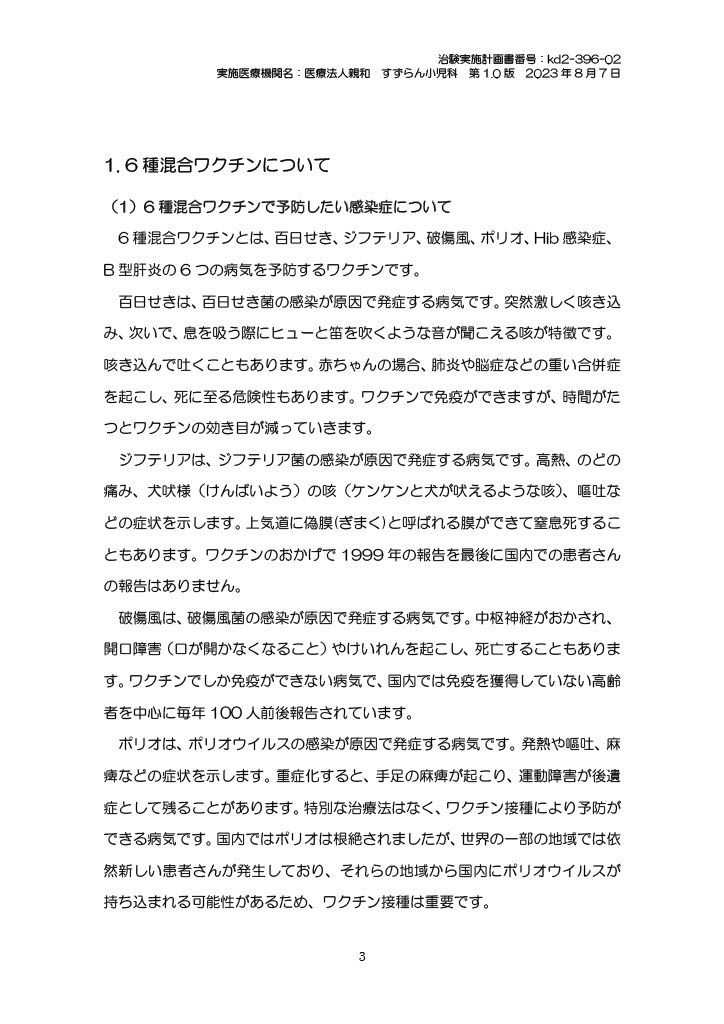 治験実施計画書番号：kd2-396-02
実施医療機関名：医療法人親和　すずらん小児科　第 1.0 版　2023 年 8 月 7 日
1. 6 種混合ワクチンについて
（1）6 種混合ワクチンで予防したい感染症について
6 種混合ワクチンとは、百日せき、ジフテリア、破傷風、ポリオ、Hib 感染症、
B 型肝炎の 6 つの病気を予防するワクチンです。
百日せきは、百日せき菌の感染が原因で発症する病気です。突然激しく咳き込
み、次いで、息を吸う際にヒューと笛を吹くような音が聞こえる咳が特徴です。
咳き込んで吐くこともあります。赤ちゃんの場合、肺炎や脳症などの重い合併症
を起こし、死に至る危険性もあります。ワクチンで免疫ができますが、時間がた
つとワクチンの効き目が減っていきます。
ジフテリアは、ジフテリア菌の感染が原因で発症する病気です。高熱、のどの
痛み、犬吠様（けんばいよう）の咳（ケンケンと犬が吠えるような咳）、嘔吐な
どの症状を示します。上気道に偽膜(ぎまく)と呼ばれる膜ができて窒息死するこ
ともあります。ワクチンのおかげで 1999 年の報告を最後に国内での患者さん
の報告はありません。
破傷風は、破傷風菌の感染が原因で発症する病気です。中枢神経がおかされ、
開口障害（口が開かなくなること）やけいれんを起こし、死亡することもありま
す。ワクチンでしか免疫ができない病気で、国内では免疫を獲得していない高齢
者を中心に毎年 100 人前後報告されています。
ポリオは、ポリオウイルスの感染が原因で発症する病気です。発熱や嘔吐、麻
痺などの症状を示します。重症化すると、手足の麻痺が起こり、運動障害が後遺
症として残ることがあります。特別な治療法はなく、ワクチン接種により予防が
できる病気です。国内ではポリオは根絶されましたが、世界の一部の地域では依
然新しい患者さんが発生しており、それらの地域から国内にポリオウイルスが
持ち込まれる可能性があるため、ワクチン接種は重要です。
3